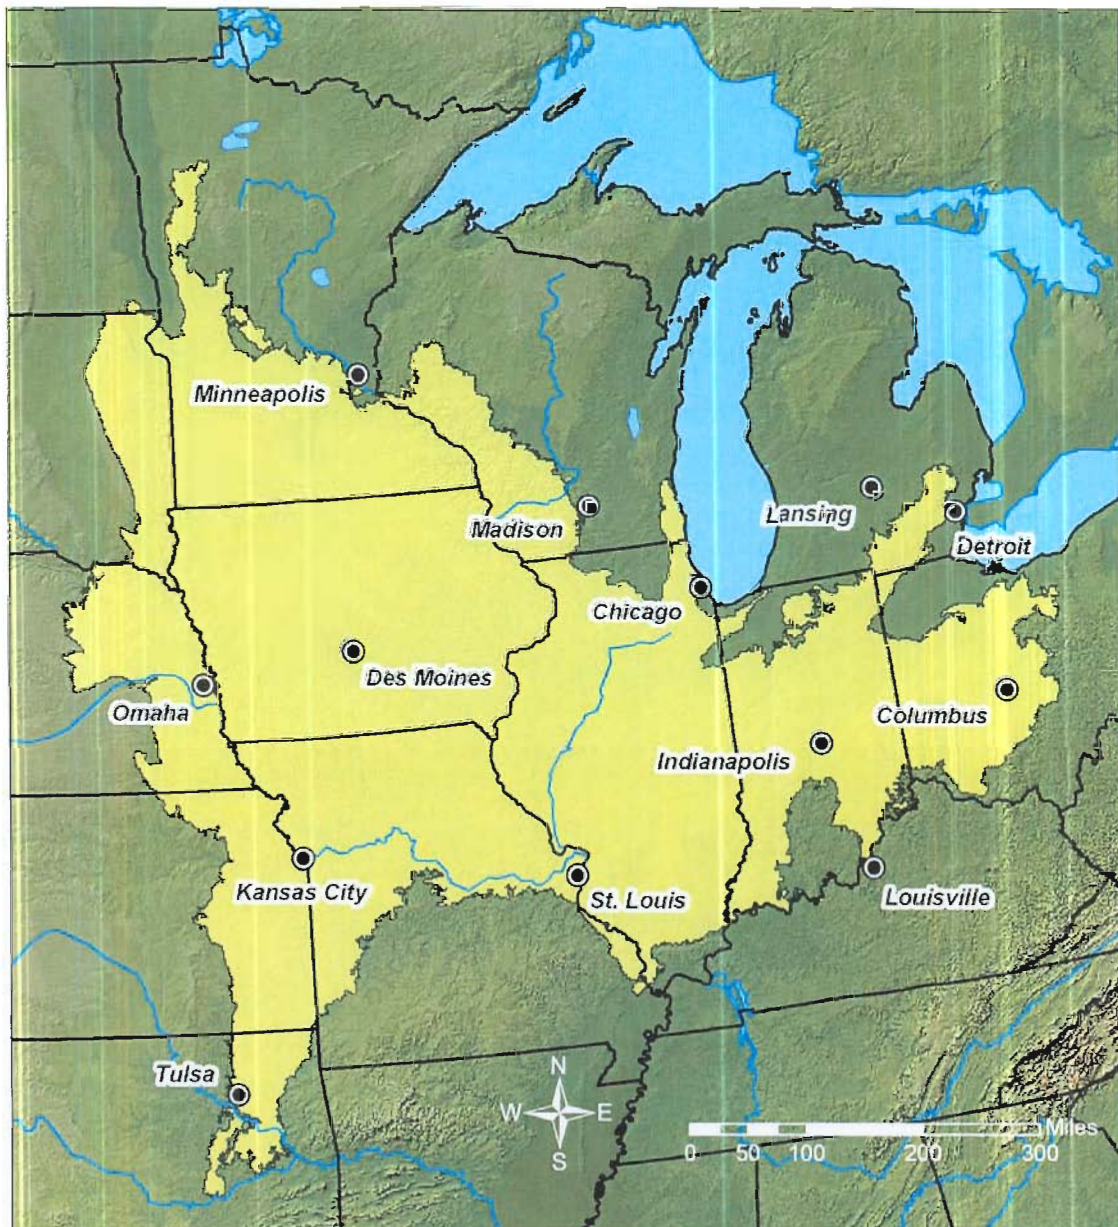 Minneapolis
Madison
Lansing
Detroit
Chicago
Des Moines
Omaha
Columbus
Indianapolis
Kansas City
St. Louis
Louisville
Tulsa
N
W E
S
Miles
0 50 100 200 300